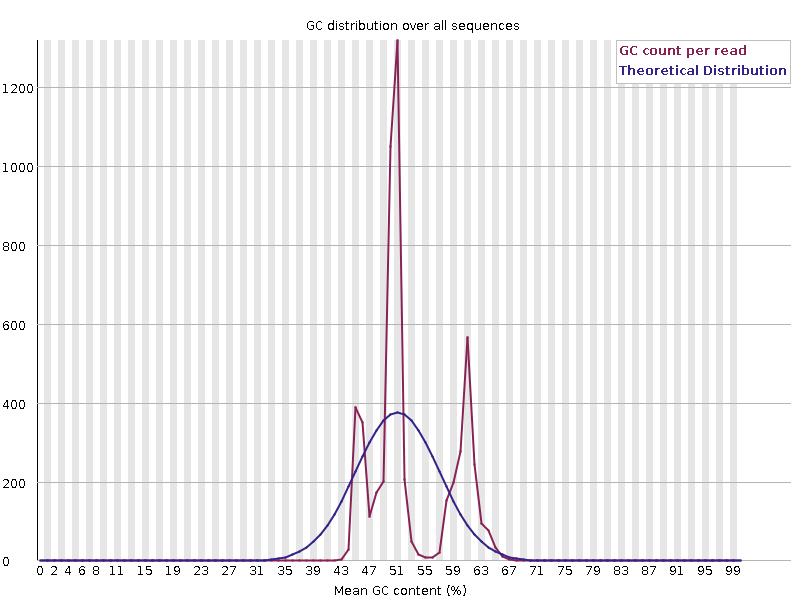 GC distribution over all sequences
GC count per read
Theoretical Distribution
1200
1000
800
600
400
200
0
0 2 4 6 8 11 15 19 23 27 31 35 39 43 47 51 55 59 63 67 71 75 79 83 87 91 95 99
Mean GC content (%)